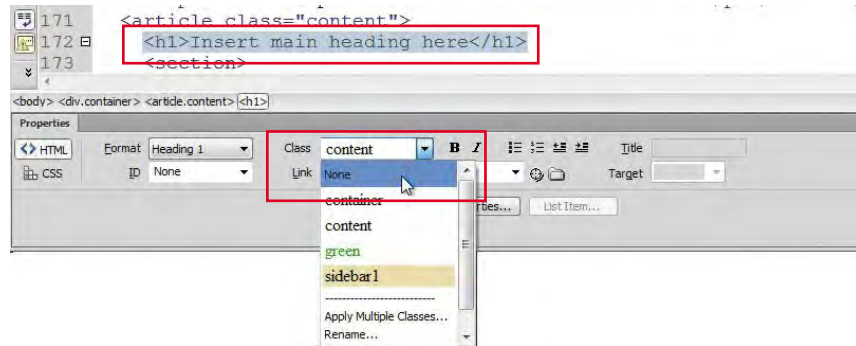 171 <article class="content">
172 <h1>Insert main heading here</h1>
173 <section>
<body> <div.container> <article.content> <h1>
Properties
<> HTML Format Heading 1 Class content B I Title
CSS ID None Link None Target
container
rties... List Item...
content
green
sidebar1
Apply Multiple Classes...
Rename...